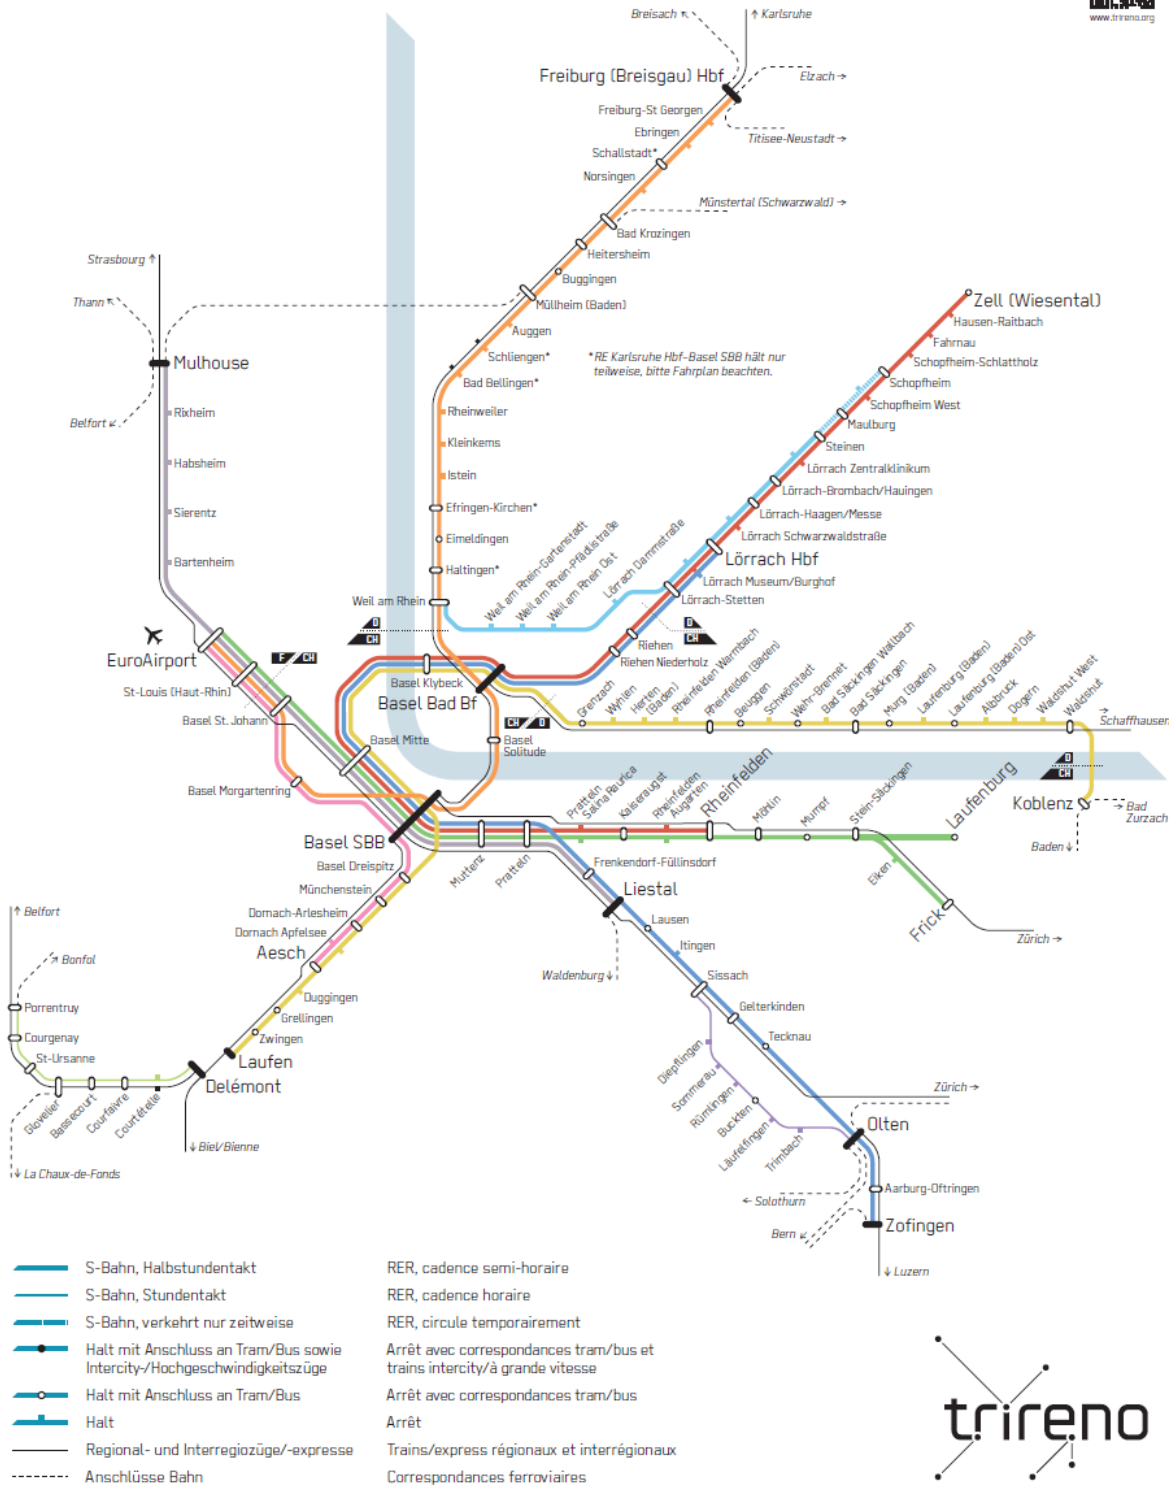 www.trireno.org
Breisach ↖
↑ Karlsruhe
Freiburg (Breisgau) Hbf
Elzach →
Freiburg-St Georgen
Ebringen
Titisee-Neustadt →
Schallstadt*
Norsingen
Münstertal (Schwarzwald) →
Bad Krozingen
Heitersheim
Buggingen
Müllheim (Baden)
Auggen
Schliengen*
Bad Bellingen*
Rheinweiler
Kleinkems
Istein
Efringen-Kirchen*
Eimeldingen
Haltingen*
Weil am Rhein
*RE Karlsruhe Hbf-Basel SBB hält nur
teilweise, bitte Fahrplan beachten.
Strasbourg ↑
Thann ↖
Mulhouse
Belfort ↙
Rixheim
Habsheim
Sierentz
Bartenheim
EuroAirport
St-Louis (Haut-Rhin)
Basel St. Johann
F CH
D
CH
Zell (Wiesental)
Hausen-Raitbach
Fahrnau
Schopfheim-Schlattholz
Schopfheim
Schopfheim West
Maulburg
Steinen
Lörrach Zentralklinikum
Lörrach-Brombach/Hauingen
Lörrach-Haagen/Messe
Lörrach Schwarzwaldstraße
Lörrach Hbf
Lörrach Museum/Burghof
Lörrach-Stetten
Riehen
Riehen Niederholz
D
CH
Weil am Rhein-Gartenstadt
Weil am Rhein-Pfädlistraße
Weil am Rhein Ost
Lörrach Dammstraße
Basel Klybeck
Basel Bad Bf
CH D
Basel
Solitude
Basel Mitte
Basel Morgartenring
Basel SBB
Grenzach
Wyhlen
Herten
(Baden)
Rheinfelden Warmbach
Rheinfelden (Baden)
Beuggen
Schwörstadt
Wehr-Brennet
Bad Säckingen Wallbach
Bad Säckingen
Murg (Baden)
Laufenburg (Baden)
Laufenburg (Baden) Ost
Albbruck
Dogern
Waldshut West
Waldshut
→
Schaffhausen
D
CH
Koblenz
→
Bad
Zurzach
Baden ↓
Muttenz
Pratteln
Pratteln
Salina Raurica
Kaiseraugst
Rheinfelden
Augarten
Rheinfelden
Möhlin
Mumpf
Stein-Säckingen
Laufenburg
Eiken
Frick
Zürich →
Basel Dreispitz
Münchenstein
Dornach-Arlesheim
Dornach Apfelsee
Aesch
Duggingen
Grellingen
Zwingen
Laufen
Delémont
↓ Biel/Bienne
↑ Belfort
↗ Bonfol
Porrentruy
Courgenay
St-Ursanne
Glovelier
Bassecourt
Courfaivre
Courtételle
↓ La Chaux-de-Fonds
Frenkendorf-Füllinsdorf
Liestal
Waldenburg ↓
Lausen
Itingen
Sissach
Gelterkinden
Tecknau
Diepflingen
Sommerau
Rümlingen
Buckten
Läufelfingen
Trimbach
Zürich →
Olten
← Solothurn
Bern ↙
Aarburg-Oftringen
Zofingen
↓ Luzern
S-Bahn, Halbstundentakt
RER, cadence semi-horaire
S-Bahn, Stundentakt
RER, cadence horaire
S-Bahn, verkehrt nur zeitweise
RER, circule temporairement
Halt mit Anschluss an Tram/Bus sowie
Intercity-/Hochgeschwindigkeitszüge
Arrêt avec correspondances tram/bus et
trains intercity/à grande vitesse
Halt mit Anschluss an Tram/Bus
Arrêt avec correspondances tram/bus
Halt
Arrêt
Regional- und Interregiozüge/-expresse
Trains/express régionaux et interrégionaux
Anschlüsse Bahn
Correspondances ferroviaires
trireno